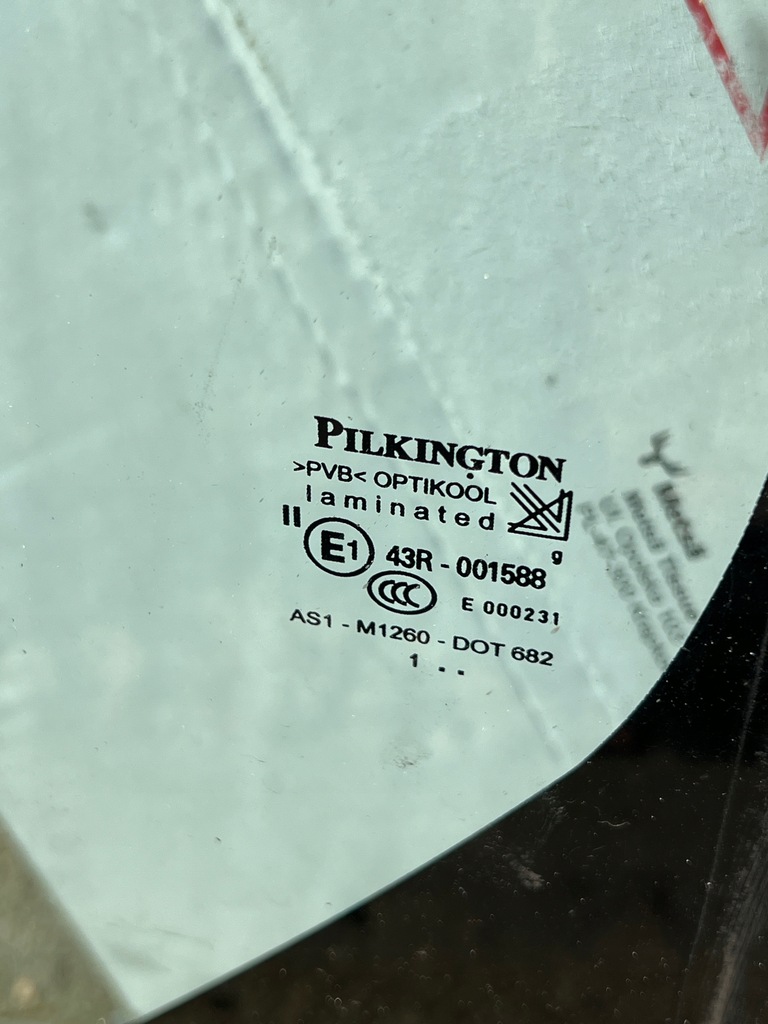 PILKINGTON
>PVB< OPTIKOOL
laminated
g
II
E1 43R - 001588
CCC E 000231
AS1 - M1260 - DOT 682
1 . .